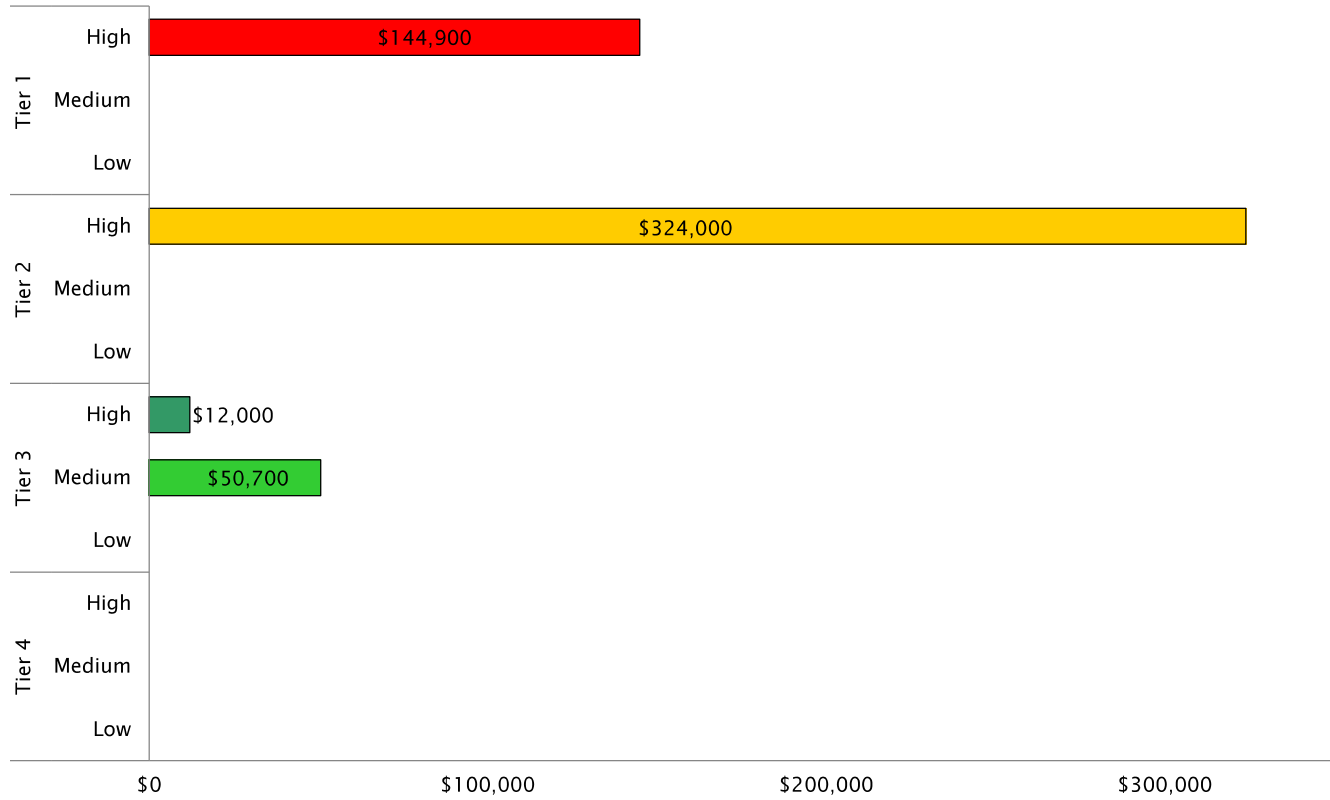 Tier 1
High
$144,900
Medium
Low
Tier 2
High
$324,000
Medium
Low
Tier 3
High
$12,000
Medium
$50,700
Low
Tier 4
High
Medium
Low
$0
$100,000
$200,000
$300,000